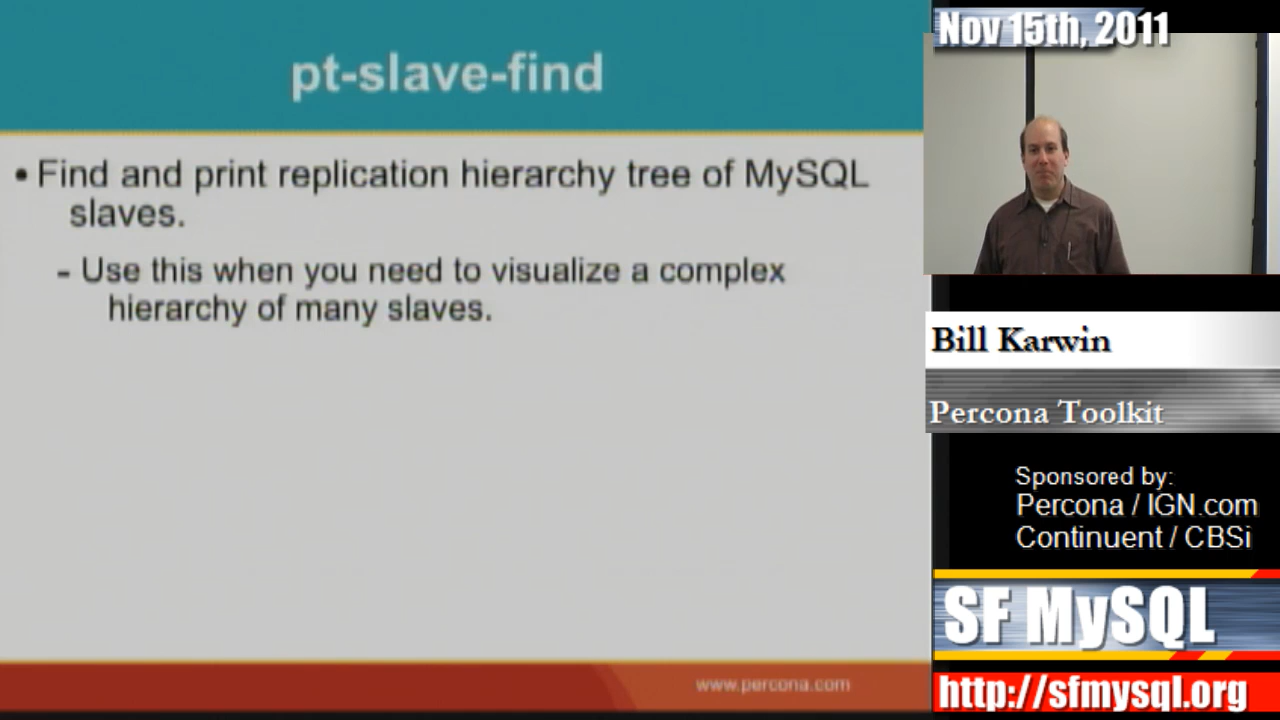 pt-slave-find
• Find and print replication hierarchy tree of MySQL
slaves.
- Use this when you need to visualize a complex
hierarchy of many slaves.
www.percona.com
Nov 15th, 2011
Bill Karwin
Percona Toolkit
Sponsored by:
Percona / IGN.com
Continuent / CBSi
SF MySQL
http://sfmysql.org